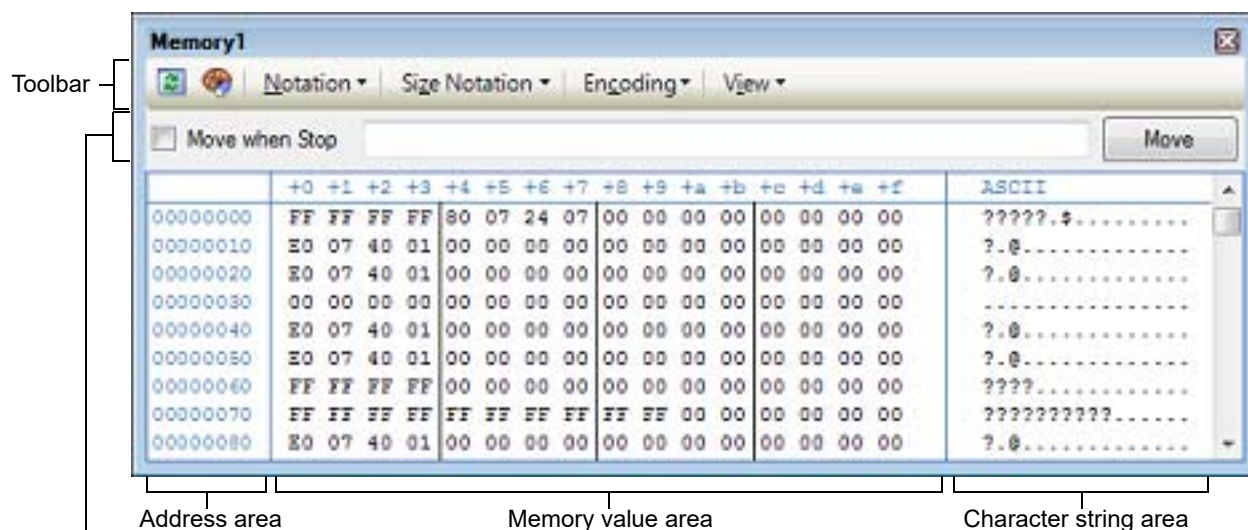 Memory1
Toolbar
Notation Size Notation Encoding View
Move when Stop Move
+0 +1 +2 +3 +4 +5 +6 +7 +8 +9 +a +b +c +d +e +f ASCII
00000000 FF FF FF FF 80 07 24 07 00 00 00 00 00 00 00 00 ?????.$.........
00000010 E0 07 40 01 00 00 00 00 00 00 00 00 00 00 00 00 ?.@.............
00000020 E0 07 40 01 00 00 00 00 00 00 00 00 00 00 00 00 ?.@.............
00000030 00 00 00 00 00 00 00 00 00 00 00 00 00 00 00 00 ................
00000040 E0 07 40 01 00 00 00 00 00 00 00 00 00 00 00 00 ?.@.............
00000050 E0 07 40 01 00 00 00 00 00 00 00 00 00 00 00 00 ?.@.............
00000060 FF FF FF FF 00 00 00 00 00 00 00 00 00 00 00 00 ????............
00000070 FF FF FF FF FF FF FF FF FF FF 00 00 00 00 00 00 ??????????......
00000080 E0 07 40 01 00 00 00 00 00 00 00 00 00 00 00 00 ?.@.............
Address area Memory value area Character string area